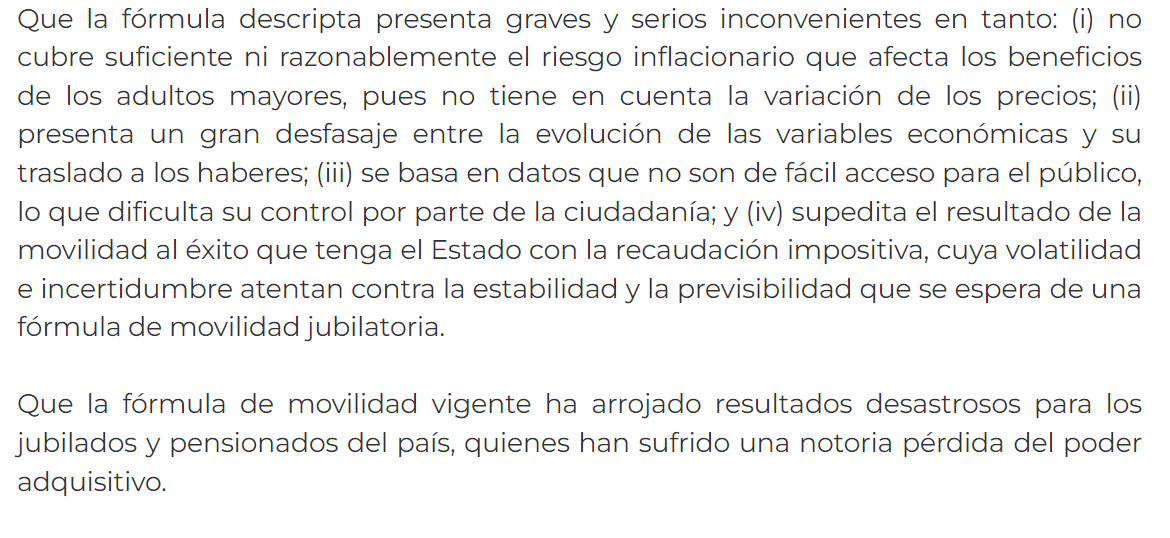 Que la fórmula descripta presenta graves y serios inconvenientes en tanto: (i) no
cubre suficiente ni razonablemente el riesgo inflacionario que afecta los beneficios
de los adultos mayores, pues no tiene en cuenta la variación de los precios; (ii)
presenta un gran desfasaje entre la evolución de las variables económicas y su
traslado a los haberes; (iii) se basa en datos que no son de fácil acceso para el público,
lo que dificulta su control por parte de la ciudadanía; y (iv) supedita el resultado de la
movilidad al éxito que tenga el Estado con la recaudación impositiva, cuya volatilidad
e incertidumbre atentan contra la estabilidad y la previsibilidad que se espera de una
fórmula de movilidad jubilatoria.
Que la fórmula de movilidad vigente ha arrojado resultados desastrosos para los
jubilados y pensionados del país, quienes han sufrido una notoria pérdida del poder
adquisitivo.